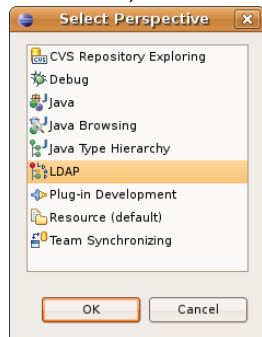 Select Perspective
CVS Repository Exploring
Debug
Java
Java Browsing
Java Type Hierarchy
LDAP
Plug-in Development
Resource (default)
Team Synchronizing
OK Cancel